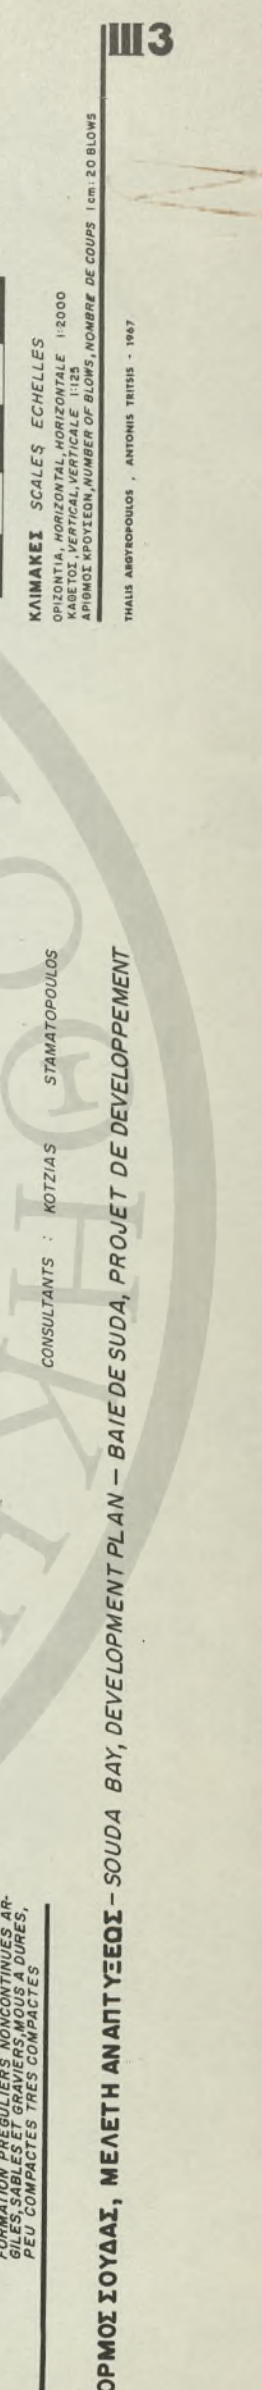 FORMATION PREGULIERS NONCONTINUES AR-
GILES, SABLES ET GRAVIERS, MOUS A DURES,
PEU COMPACTES TRES COMPACTES
CONSULTANTS : KOTZIAS STAMATOPOULOS
ΚΛΙΜΑΚΕΣ SCALES ECHELLES
ΟΡΙΖΟΝΤΙΑ, HORIZONTAL, HORIZONTALE 1:2000
ΚΑΘΕΤΟΣ, VERTICAL, VERTICALE 1:125
ΑΡΙΘΜΟΣ ΚΡΟΥΣΕΩΝ, NUMBER OF BLOWS, NOMBRE DE COUPS 1cm: 20 BLOWS
III3
ΟΡΜΟΣ ΣΟΥΔΑΣ, ΜΕΛΕΤΗ ΑΝΑΠΤΥΞΕΩΣ – SOUDA BAY, DEVELOPMENT PLAN – BAIE DE SUDA, PROJET DE DEVELOPPEMENT
THALIS ARGYROPOULOS , ANTONIS TRITSIS - 1967